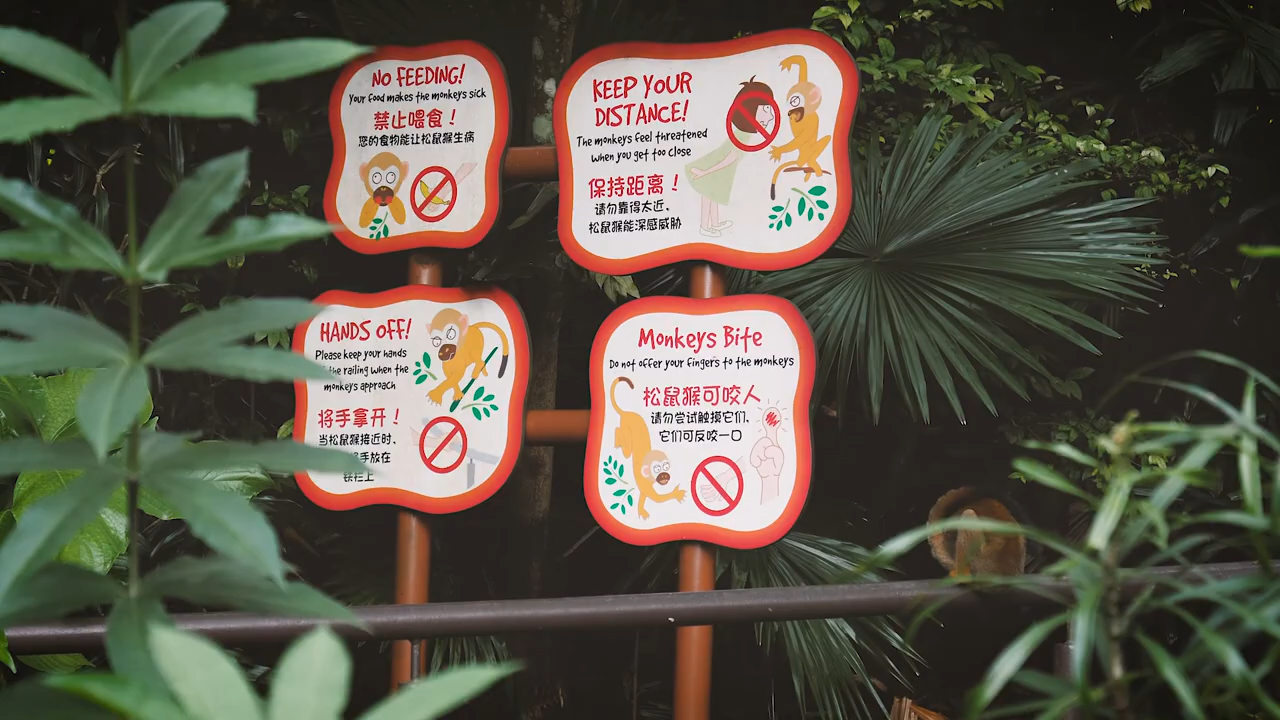 NO FEEDING!
Your food makes the monkeys sick
禁止喂食！
您的食物能让松鼠猴生病
KEEP YOUR
DISTANCE!
The monkeys feel threatened
when you get too close
保持距离！
请勿靠得太近、
松鼠猴能深感威胁
HANDS OFF!
Please keep your hands
the railing when the
monkeys approach
将手拿开！
当松鼠猴接近时、
手放在
铁栏上
Monkeys Bite
Do not offer your fingers to the monkeys
松鼠猴可咬人
请勿尝试触摸它们、
它们可反咬一口